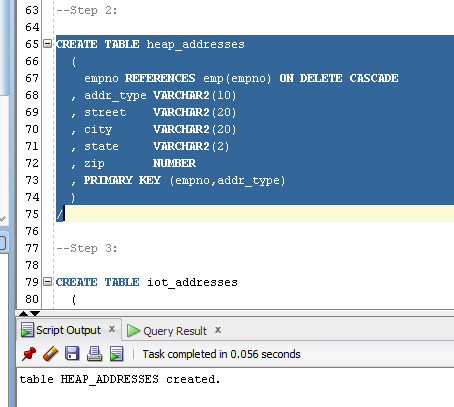 63 --Step 2:
64
65 CREATE TABLE heap_addresses
66 (
67 empno REFERENCES emp(empno) ON DELETE CASCADE
68 , addr_type VARCHAR2(10)
69 , street VARCHAR2(20)
70 , city VARCHAR2(20)
71 , state VARCHAR2(2)
72 , zip NUMBER
73 , PRIMARY KEY (empno,addr_type)
74 )
75 /
76
77 --Step 3:
78
79 CREATE TABLE iot_addresses
80 (
Script Output x Query Result x
Task completed in 0.056 seconds
table HEAP_ADDRESSES created.